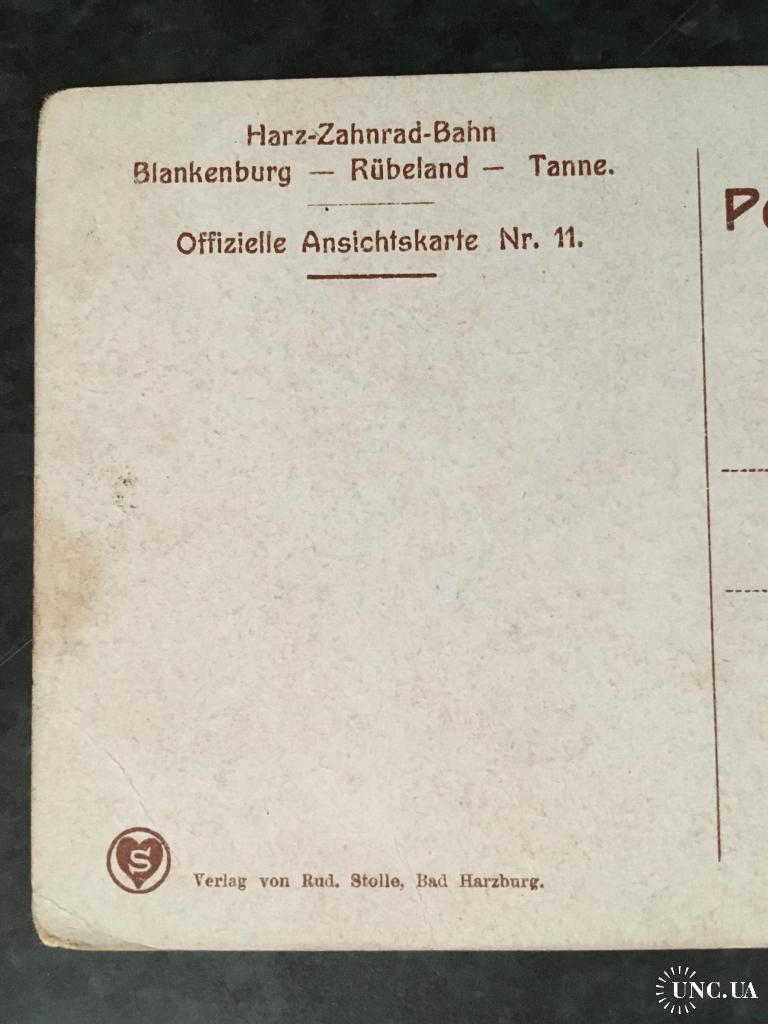 Harz-Zahnrad-Bahn
Blankenburg — Rübeland — Tanne.
Offizielle Ansichtskarte Nr. 11.
S
Verlag von Rud. Stolle, Bad Harzburg.
UNC.UA